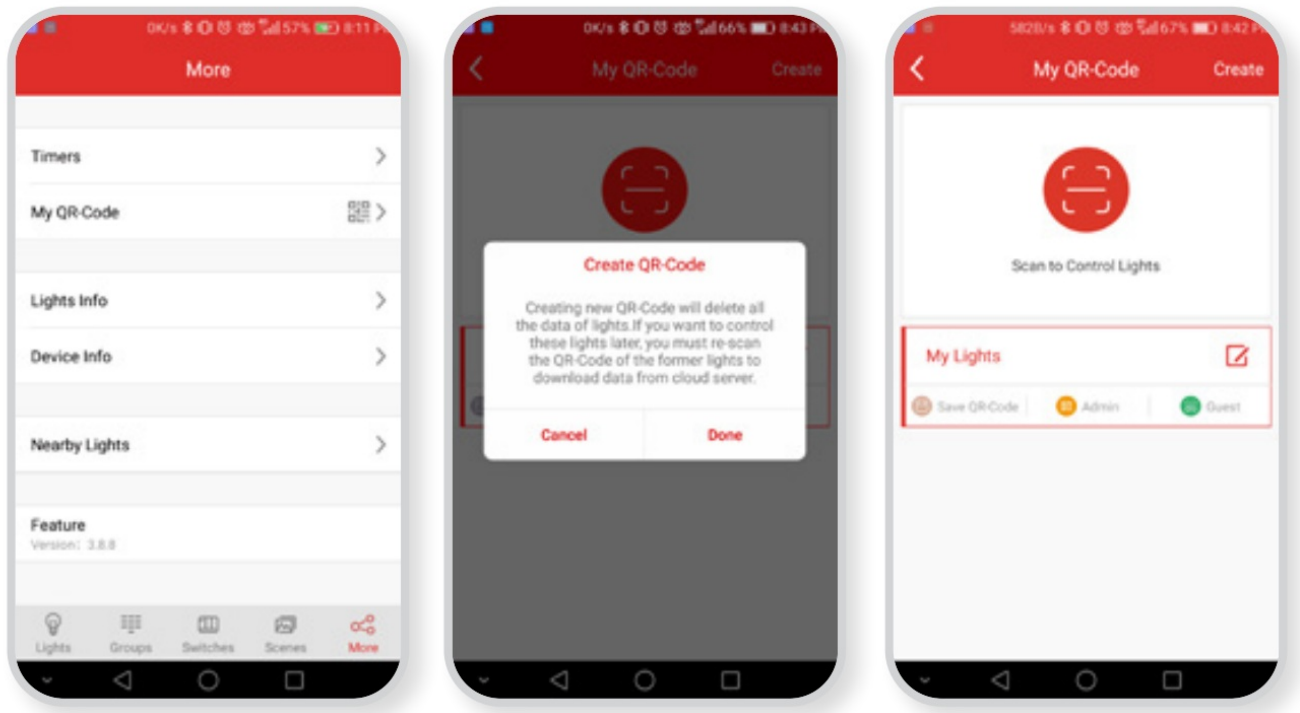 0K/s 57% 8:11 P
More
Timers
My QR-Code
Lights Info
Device Info
Nearby Lights
Feature
Version: 3.8.8
Lights Groups Switches Scenes More
0K/s 66% 8:43 P
My QR-Code Create
Create QR-Code
Creating new QR-Code will delete all
the data of lights.If you want to control
these lights later, you must re-scan
the QR-Code of the former lights to
download data from cloud server.
Cancel Done
582B/s 67% 8:42 P
My QR-Code Create
Scan to Control Lights
My Lights
Save QR-Code Admin Guest